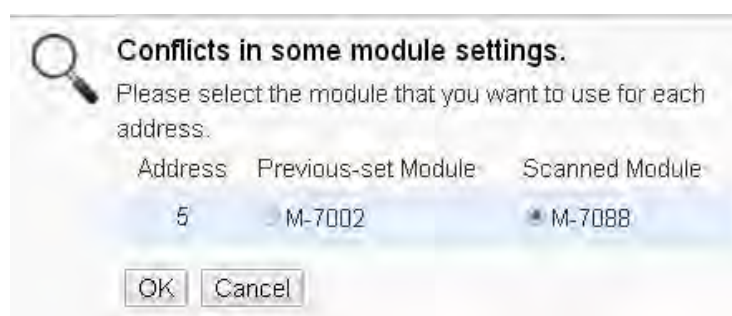 Conflicts in some module settings.
Please select the module that you want to use for each
address.
Address Previous-set Module Scanned Module
5 M-7002 M-7088
OK Cancel